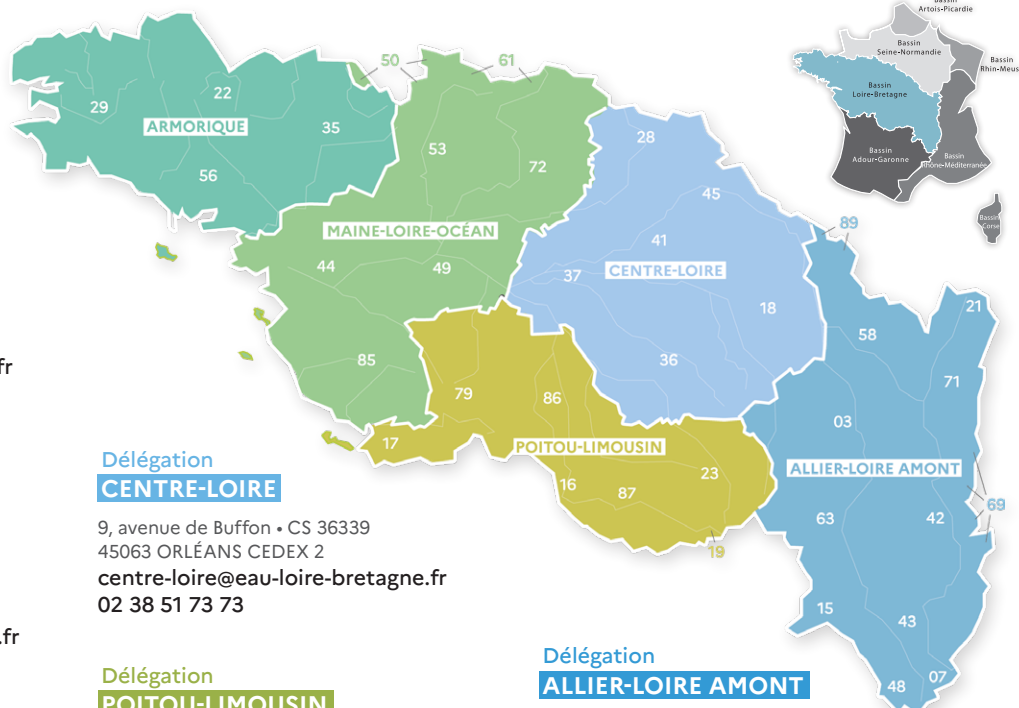 Bassin
Artois-Picardie
Bassin
Seine-Normandie
Bassin
Rhin-Meus
Bassin
Loire-Bretagne
Bassin
Adour-Garonne
Bassin
Rhône-Méditerranée
Bassin
Corse
50
61
29
22
ARMORIQUE
35
56
53
72
28
45
MAINE-LOIRE-OCÉAN
44
49
41
37
CENTRE-LOIRE
18
36
89
21
58
71
85
79
86
03
17
POITOU-LIMOUSIN
16
87
23
19
ALLIER-LOIRE AMONT
63
42
69
15
43
48
07
fr
Délégation
CENTRE-LOIRE
9, avenue de Buffon • CS 36339
45063 ORLÉANS CEDEX 2
centre-loire@eau-loire-bretagne.fr
02 38 51 73 73
.fr
Délégation
POITOU-LIMOUSIN
Délégation
ALLIER-LOIRE AMONT